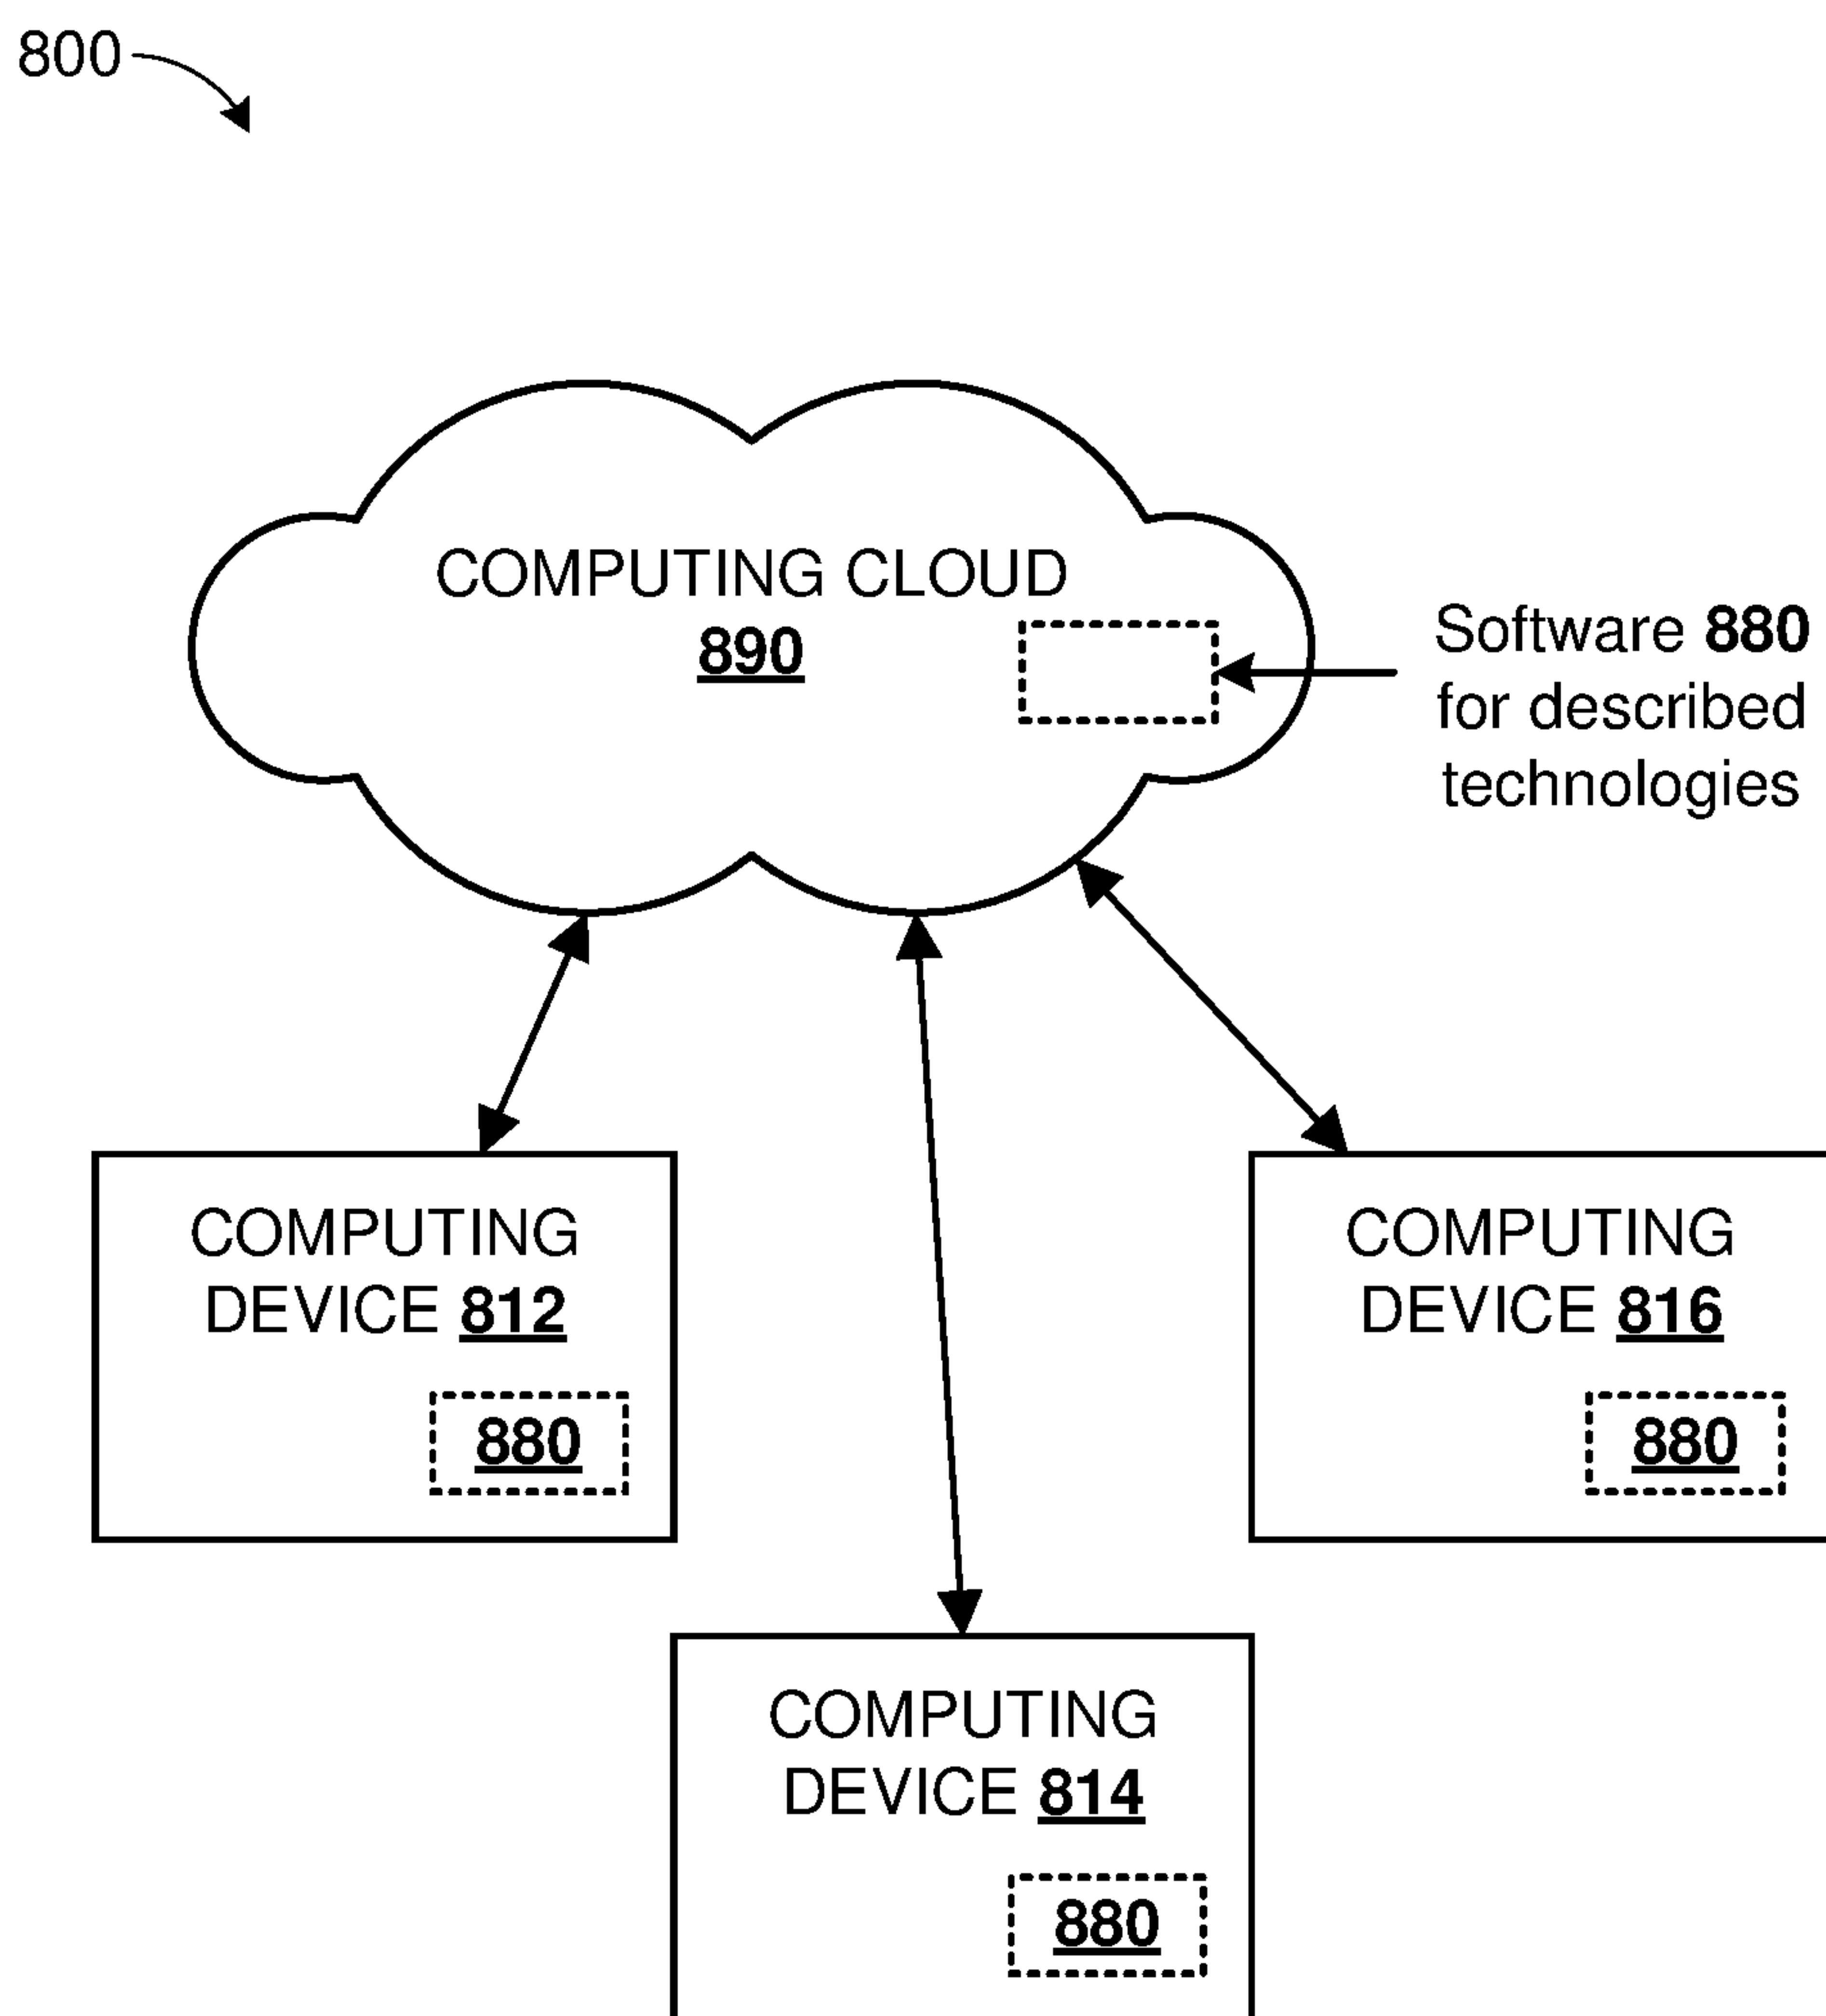 800
COMPUTING CLOUD
890
Software 880
for described
technologies
COMPUTING
DEVICE 812
880
COMPUTING
DEVICE 816
880
COMPUTING
DEVICE 814
880